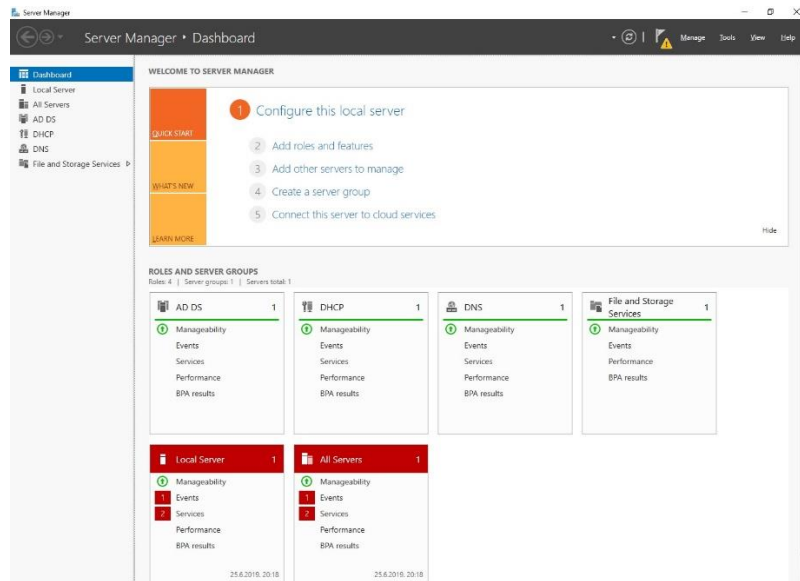 Server Manager
Server Manager • Dashboard
Manage Tools View Help
Dashboard
Local Server
All Servers
AD DS
DHCP
DNS
File and Storage Services
WELCOME TO SERVER MANAGER
QUICK START
WHAT'S NEW
LEARN MORE
1 Configure this local server
2 Add roles and features
3 Add other servers to manage
4 Create a server group
5 Connect this server to cloud services
Hide
ROLES AND SERVER GROUPS
Roles: 4 | Server groups: 1 | Servers total: 1
AD DS 1
Manageability
Events
Services
Performance
BPA results
DHCP 1
Manageability
Events
Services
Performance
BPA results
DNS 1
Manageability
Events
Services
Performance
BPA results
File and Storage
Services 1
Manageability
Events
Performance
BPA results
Local Server 1
Manageability
1 Events
2 Services
Performance
BPA results
25.6.2019. 20:18
All Servers 1
Manageability
1 Events
2 Services
Performance
BPA results
25.6.2019. 20:18